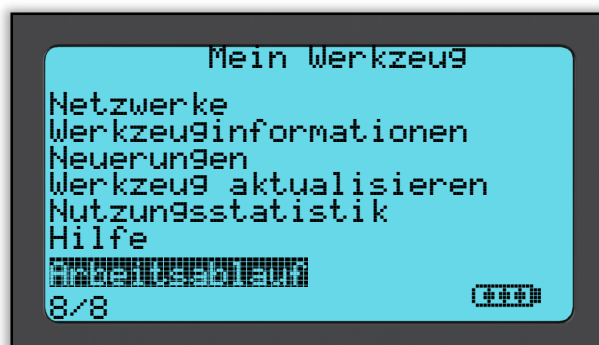 Mein Werkzeug
Netzwerke
Werkzeuginformationen
Neuerungen
Werkzeug aktualisieren
Nutzungsstatistik
Hilfe
Arbeitsablauf
8/8